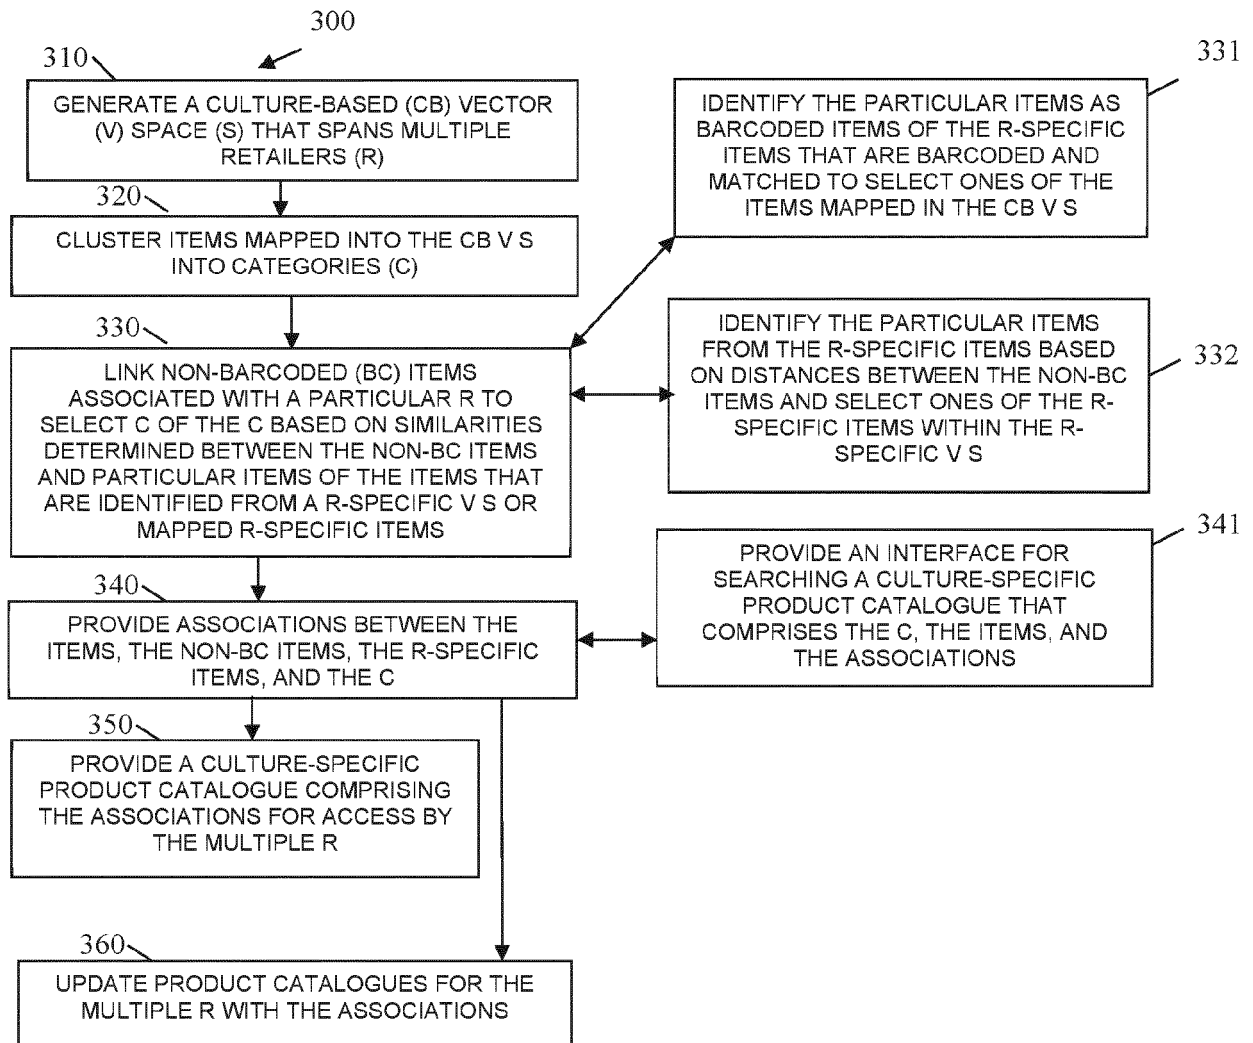 300
310
GENERATE A CULTURE-BASED (CB) VECTOR
(V) SPACE (S) THAT SPANS MULTIPLE
RETAILERS (R)
320
CLUSTER ITEMS MAPPED INTO THE CB V S
INTO CATEGORIES (C)
330
LINK NON-BARCODED (BC) ITEMS
ASSOCIATED WITH A PARTICULAR R TO
SELECT C OF THE C BASED ON SIMILARITIES
DETERMINED BETWEEN THE NON-BC ITEMS
AND PARTICULAR ITEMS OF THE ITEMS THAT
ARE IDENTIFIED FROM A R-SPECIFIC V S OR
MAPPED R-SPECIFIC ITEMS
331
IDENTIFY THE PARTICULAR ITEMS AS
BARCODED ITEMS OF THE R-SPECIFIC
ITEMS THAT ARE BARCODED AND
MATCHED TO SELECT ONES OF THE
ITEMS MAPPED IN THE CB V S
332
IDENTIFY THE PARTICULAR ITEMS
FROM THE R-SPECIFIC ITEMS BASED
ON DISTANCES BETWEEN THE NON-BC
ITEMS AND SELECT ONES OF THE R-
SPECIFIC ITEMS WITHIN THE R-
SPECIFIC V S
340
PROVIDE ASSOCIATIONS BETWEEN THE
ITEMS, THE NON-BC ITEMS, THE R-SPECIFIC
ITEMS, AND THE C
341
PROVIDE AN INTERFACE FOR
SEARCHING A CULTURE-SPECIFIC
PRODUCT CATALOGUE THAT
COMPRISES THE C, THE ITEMS, AND
THE ASSOCIATIONS
350
PROVIDE A CULTURE-SPECIFIC
PRODUCT CATALOGUE COMPRISING
THE ASSOCIATIONS FOR ACCESS BY
THE MULTIPLE R
360
UPDATE PRODUCT CATALOGUES FOR THE
MULTIPLE R WITH THE ASSOCIATIONS